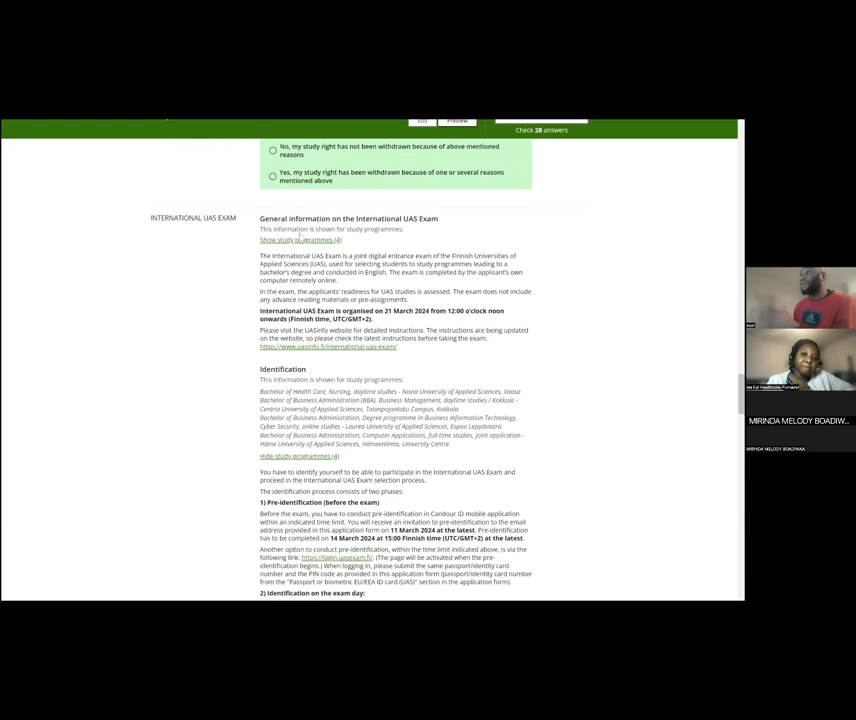 Edit
Preview
Check 28 answers
No, my study right has not been withdrawn because of above mentioned
reasons
Yes, my study right has been withdrawn because of one or several reasons
mentioned above
INTERNATIONAL UAS EXAM
General information on the International UAS Exam
This information is shown for study programmes:
Show study programmes (4)
The International UAS Exam is a joint digital entrance exam of the Finnish Universities of
Applied Sciences (UAS), used for selecting students to study programmes leading to a
bachelor's degree and conducted in English. The exam is completed by the applicant's own
computer remotely online.
In the exam, the applicants' readiness for UAS studies is assessed. The exam does not include
any advance reading materials or pre-assignments.
International UAS Exam is organised on 21 March 2024 from 12:00 o'clock noon
onwards (Finnish time, UTC/GMT+2).
Please visit the UASinfo website for detailed instructions. The instructions are being updated
on the website, so please check the latest instructions before taking the exam:
https://www.uasinfo.fi/international-uas-exam/
Identification
This information is shown for study programmes:
Bachelor of Health Care, Nursing, daytime studies - Novia University of Applied Sciences, Vaasa
Bachelor of Business Administration (BBA), Business Management, daytime studies / Kokkola -
Centria University of Applied Sciences, Talonpojankatu Campus, Kokkola
Bachelor of Business Administration, Degree programme in Business Information Technology,
Cyber Security, online studies - Laurea University of Applied Sciences, Espoo Leppävaara
Bachelor of Business Administration, Computer Applications, full-time studies, joint application -
Häme University of Applied Sciences, Hämeenlinna, University Centre
Hide study programmes (4)
You have to identify yourself to be able to participate in the International UAS Exam and
proceed in the International UAS Exam selection process.
The identification process consists of two phases:
1) Pre-identification (before the exam)
Before the exam, you have to conduct pre-identification in Candour ID mobile application
within an indicated time limit. You will receive an invitation to pre-identification to the email
address provided in this application form on 11 March 2024 at the latest. Pre-identification
has to be completed on 14 March 2024 at 15:00 Finnish time (UTC/GMT+2) at the latest.
Another option to conduct pre-identification, within the time limit indicated above, is via the
following link: https://login.uasexam.fi/. (The page will be activated when the pre-
identification begins.) When logging in, please submit the same passport/identity card
number and the PIN code as provided in this application form (passport/identity card number
from the "Passport or biometric EU/EEA ID card (UAS)" section in the application form).
2) Identification on the exam day:
MIRINDA MELODY BOADIW...
MIRINDA MELODY BOADIWAA